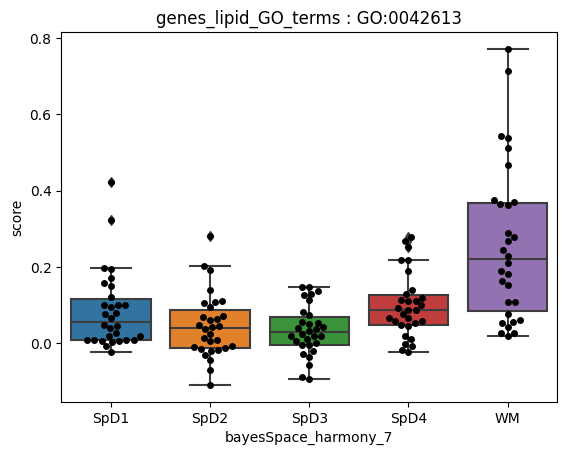 genes_lipid_GO_terms : GO:0042613
0.8
0.6
0.4
0.2
0.0
score
SpD1 SpD2 SpD3 SpD4 WM
bayesSpace_harmony_7